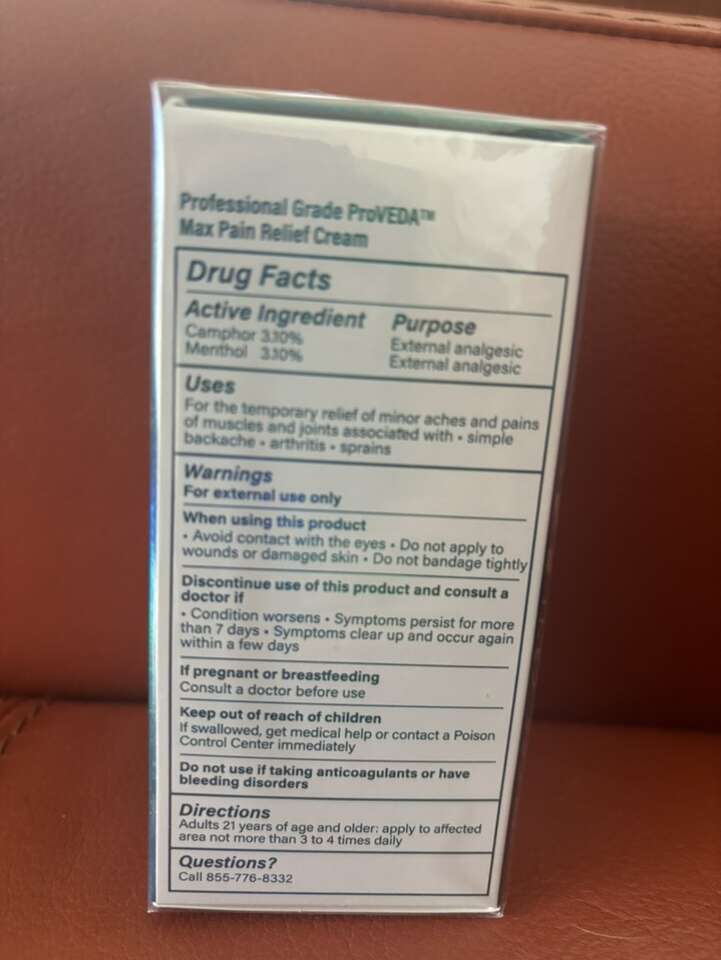 Professional Grade ProVEDA™
Max Pain Relief Cream
Drug Facts
Active Ingredient Purpose
Camphor 3.10% External analgesic
Menthol 3.10% External analgesic
Uses
For the temporary relief of minor aches and pains
of muscles and joints associated with • simple
backache • arthritis • sprains
Warnings
For external use only
When using this product
• Avoid contact with the eyes • Do not apply to
wounds or damaged skin • Do not bandage tightly
Discontinue use of this product and consult a
doctor if
• Condition worsens • Symptoms persist for more
than 7 days • Symptoms clear up and occur again
within a few days
If pregnant or breastfeeding
Consult a doctor before use
Keep out of reach of children
If swallowed, get medical help or contact a Poison
Control Center immediately
Do not use if taking anticoagulants or have
bleeding disorders
Directions
Adults 21 years of age and older: apply to affected
area not more than 3 to 4 times daily
Questions?
Call 855-776-8332